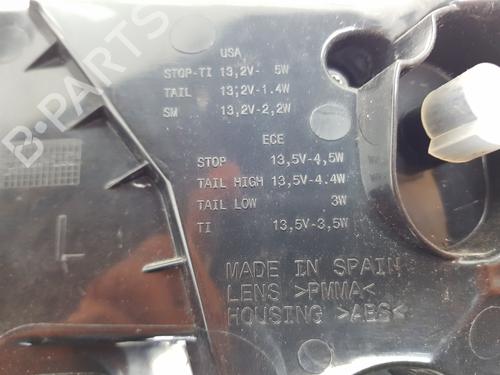 B-PARTS
USA
STOP-TI 13,2V- 5W
TAIL 13,2V-1.4W
SM 13,2V-2,2W
ECE
STOP 13,5V-4,5W
TAIL HIGH 13,5V-4.4W
TAIL LOW 3W
TI 13,5V-3,5W
MADE IN SPAIN
LENS >PMMA<
HOUSING >ABS<